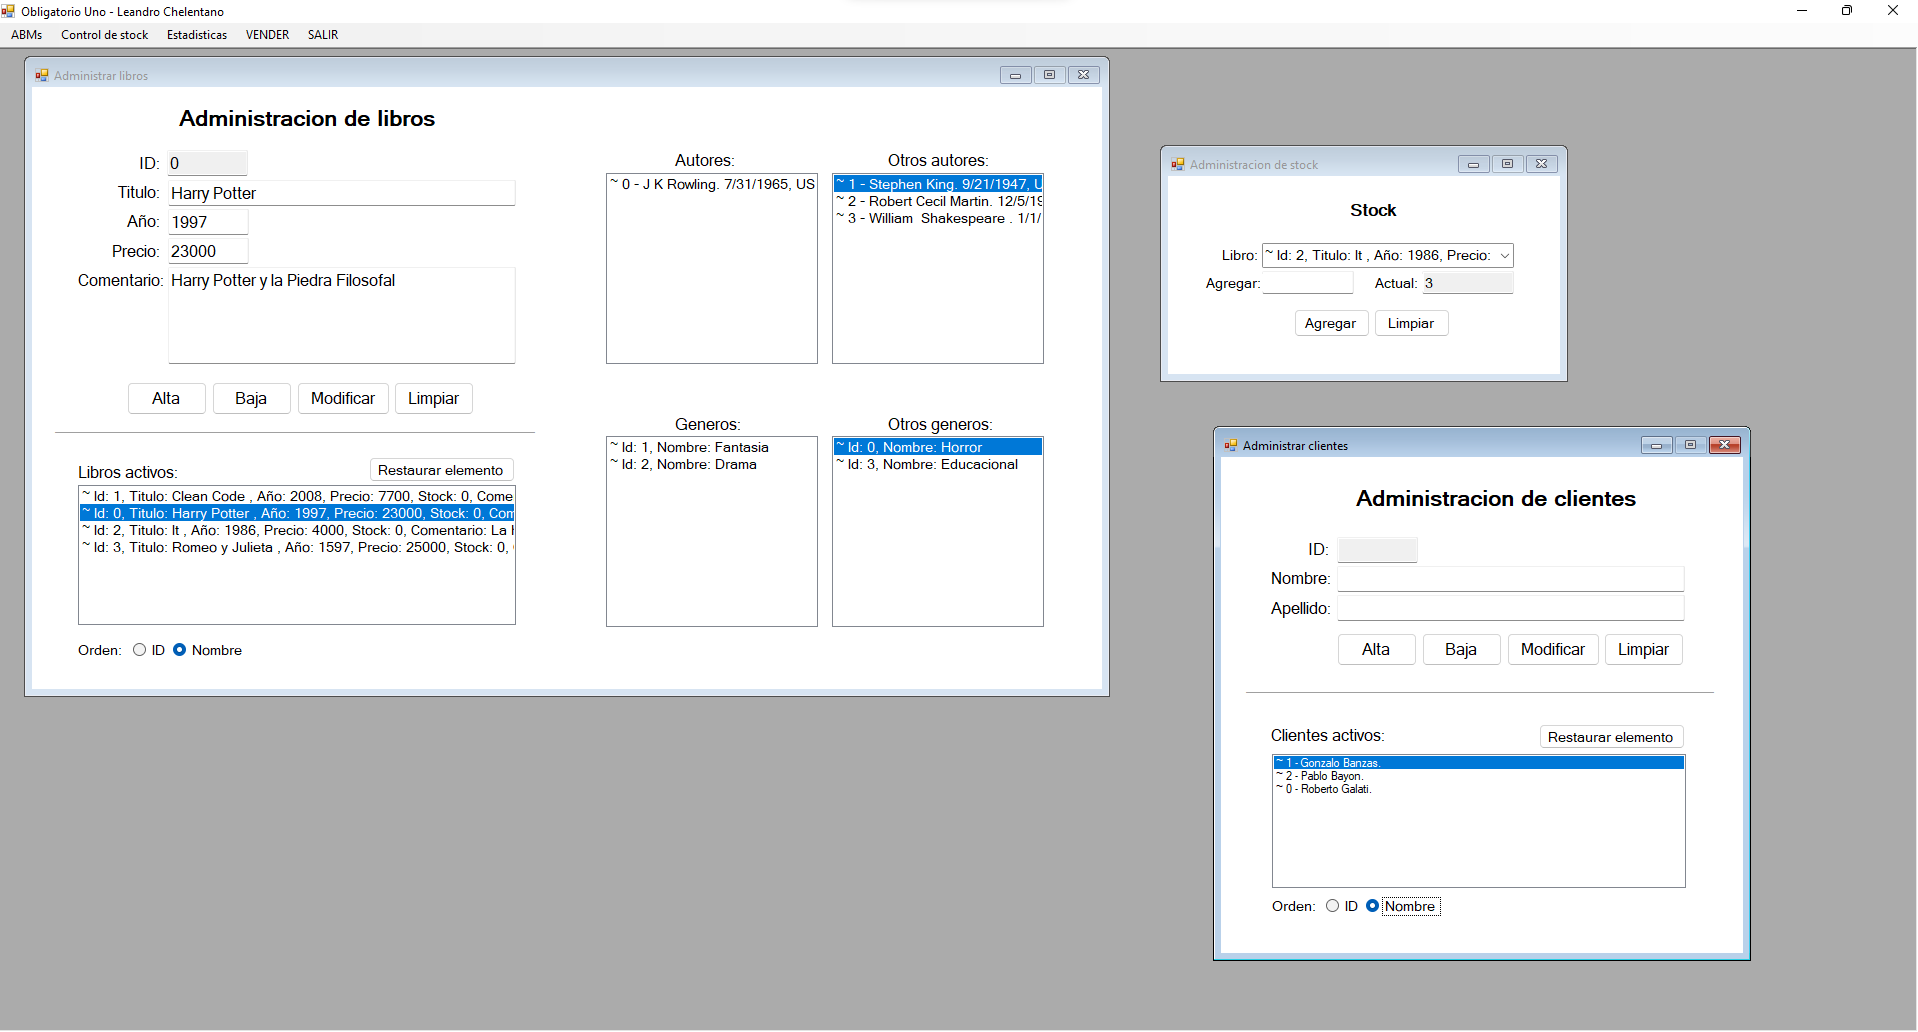 Obligatorio Uno - Leandro Chelentano
ABMs Control de stock Estadisticas VENDER SALIR
Administrar libros
Administracion de libros
ID: 0
Titulo: Harry Potter
Año: 1997
Precio: 23000
Comentario: Harry Potter y la Piedra Filosofal
Alta Baja Modificar Limpiar
Libros activos: Restaurar elemento
~ Id: 1, Titulo: Clean Code , Año: 2008, Precio: 7700, Stock: 0, Come
~ Id: 0, Titulo: Harry Potter , Año: 1997, Precio: 23000, Stock: 0, Com
~ Id: 2, Titulo: It , Año: 1986, Precio: 4000, Stock: 0, Comentario: La
~ Id: 3, Titulo: Romeo y Julieta , Año: 1597, Precio: 25000, Stock: 0,
Orden: ID Nombre
Autores:
~ 0 - J K Rowling. 7/31/1965, US
Otros autores:
~ 1 - Stephen King. 9/21/1947, U
~ 2 - Robert Cecil Martin. 12/5/19
~ 3 - William  Shakespeare . 1/1/
Generos:
~ Id: 1, Nombre: Fantasia
~ Id: 2, Nombre: Drama
Otros generos:
~ Id: 0, Nombre: Horror
~ Id: 3, Nombre: Educacional
Administracion de stock
Stock
Libro: ~ Id: 2, Titulo: It , Año: 1986, Precio:
Agregar: Actual: 3
Agregar Limpiar
Administrar clientes
Administracion de clientes
ID:
Nombre:
Apellido:
Alta Baja Modificar Limpiar
Clientes activos: Restaurar elemento
~ 1 - Gonzalo Banzas.
~ 2 - Pablo Bayon.
~ 0 - Roberto Galati.
Orden: ID Nombre